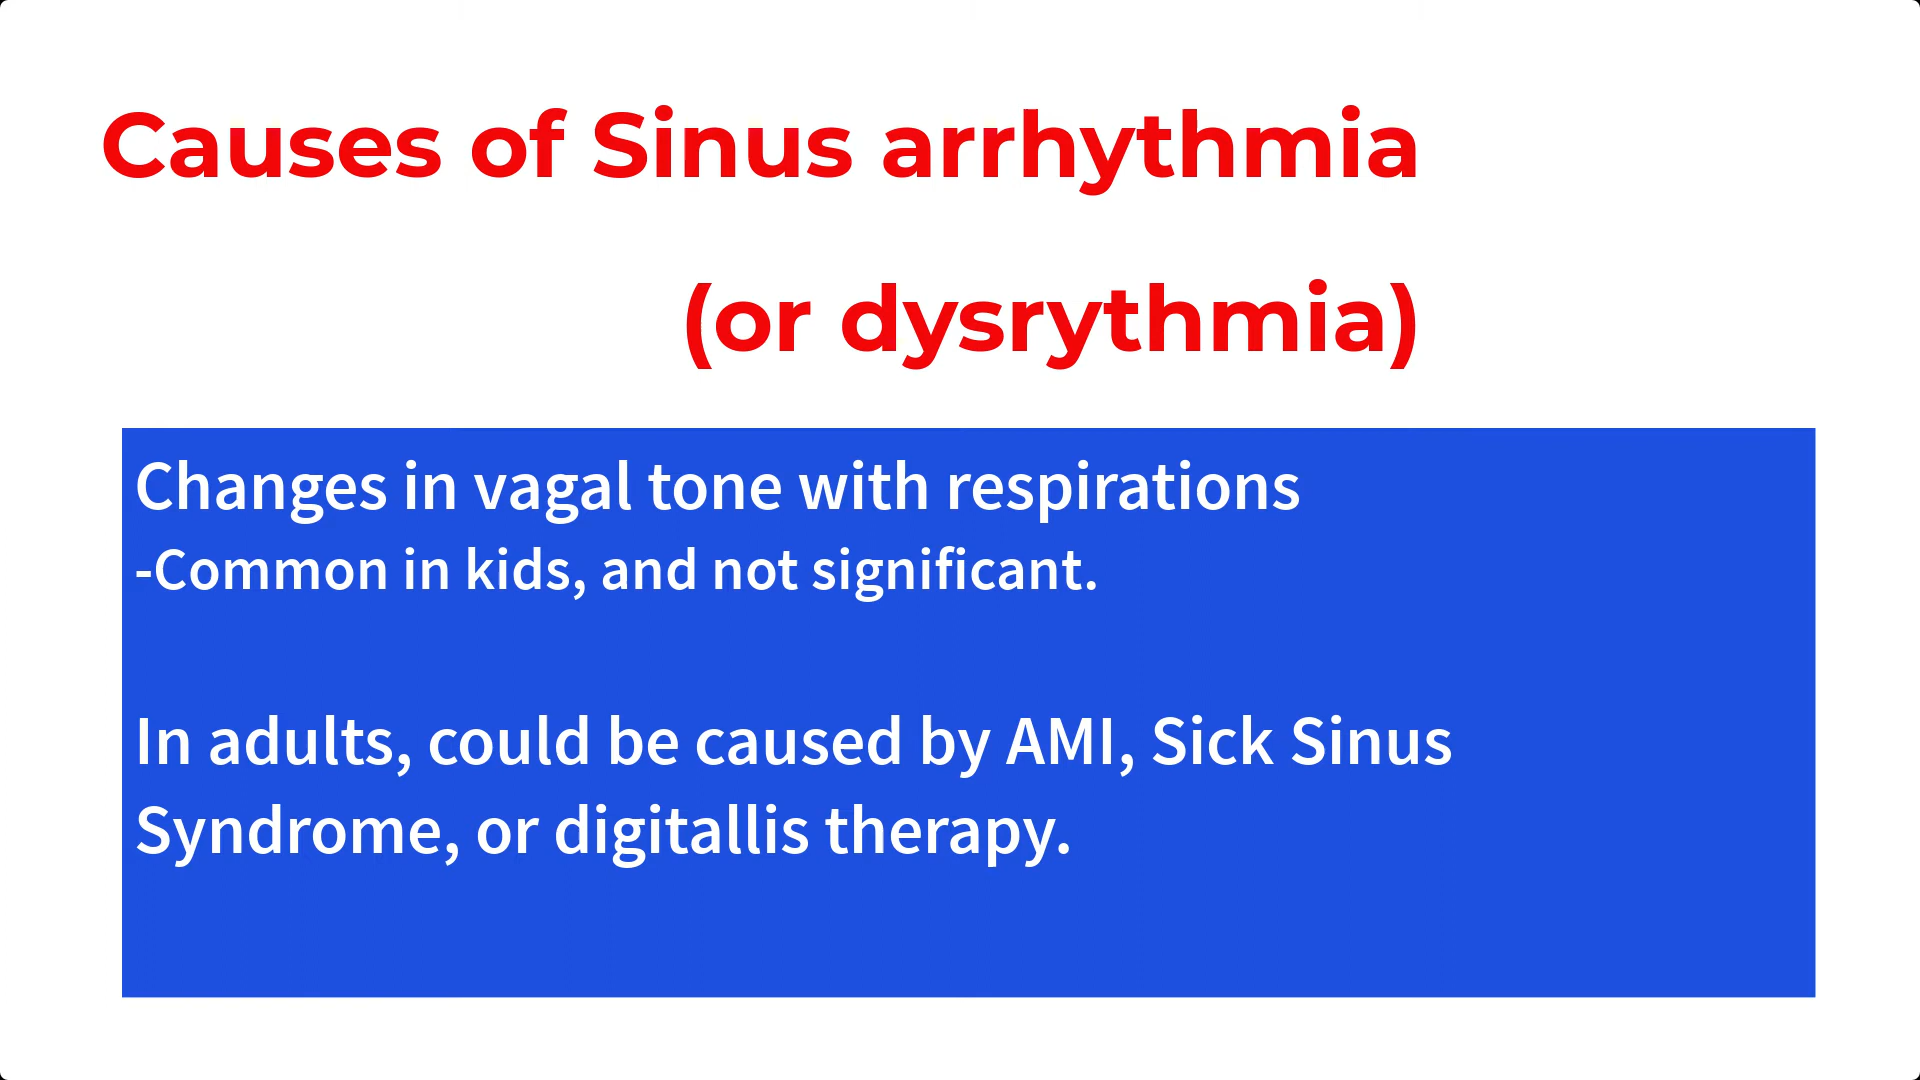 Causes of Sinus arrhythmia
(or dysrythmia)
Changes in vagal tone with respirations
-Common in kids, and not significant.
In adults, could be caused by AMI, Sick Sinus
Syndrome, or digitallis therapy.